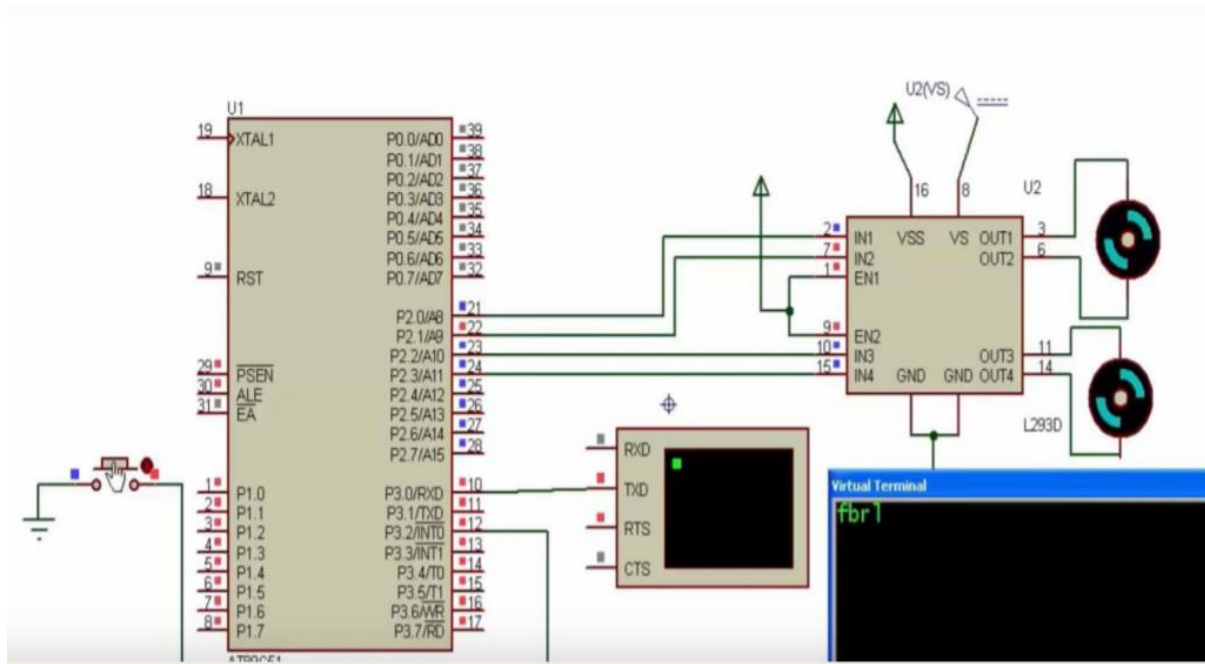 U1
19
XTAL1
18
XTAL2
9
RST
29
PSEN
30
ALE
31
EA
1
P1.0
2
P1.1
3
P1.2
4
P1.3
5
P1.4
6
P1.5
7
P1.6
8
P1.7
P0.0/AD0
39
P0.1/AD1
38
P0.2/AD2
37
P0.3/AD3
36
P0.4/AD4
35
P0.5/AD5
34
P0.6/AD6
33
P0.7/AD7
32
P2.0/A8
21
P2.1/A9
22
P2.2/A10
23
P2.3/A11
24
P2.4/A12
25
P2.5/A13
26
P2.6/A14
27
P2.7/A15
28
P3.0/RXD
10
P3.1/TXD
11
P3.2/INT0
12
P3.3/INT1
13
P3.4/T0
14
P3.5/T1
15
P3.6/WR
16
P3.7/RD
17
AT89C51
RXD
TXD
RTS
CTS
U2(VS)
16
8
U2
2
IN1
VSS
VS
OUT1
3
7
IN2
OUT2
6
1
EN1
9
EN2
10
IN3
OUT3
11
15
IN4
GND
GND
OUT4
14
L293D
Virtual Terminal
fbrl